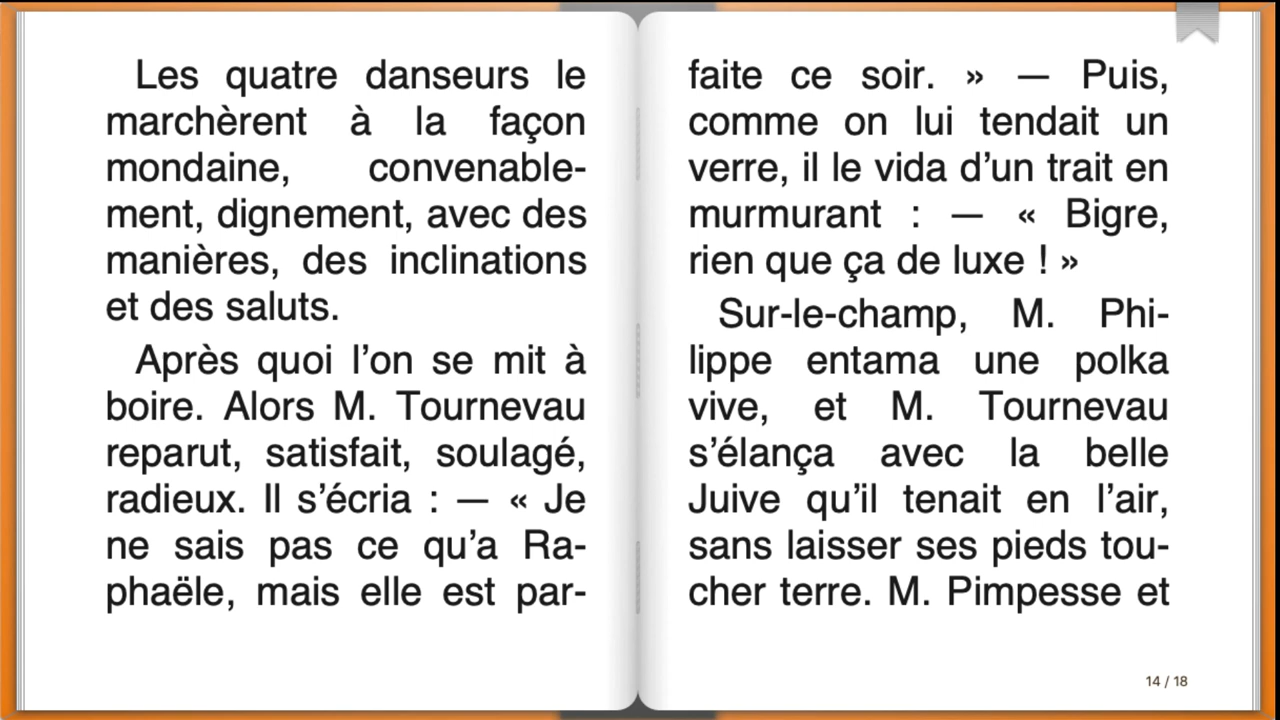 Les quatre danseurs le
marchèrent à la façon
mondaine, convenable-
ment, dignement, avec des
manières, des inclinations
et des saluts.
Après quoi l’on se mit à
boire. Alors M. Tournevau
reparut, satisfait, soulagé,
radieux. Il s’écria : — « Je
ne sais pas ce qu’a Ra-
phaële, mais elle est par-
faite ce soir. » — Puis,
comme on lui tendait un
verre, il le vida d’un trait en
murmurant : — « Bigre,
rien que ça de luxe ! »
Sur-le-champ, M. Phi-
lippe entama une polka
vive, et M. Tournevau
s’élança avec la belle
Juive qu’il tenait en l’air,
sans laisser ses pieds tou-
cher terre. M. Pimpesse et
14 / 18